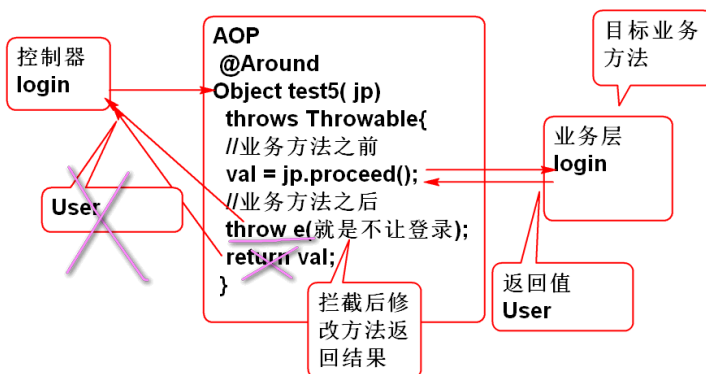 控制器
login
User
AOP
@Around
Object test5( jp)
throws Throwable{
//业务方法之前
val = jp.proceed();
//业务方法之后
throw e(就是不让登录);
return val;
}
拦截后修
改方法返
回结果
目标业务
方法
业务层
login
返回值
User